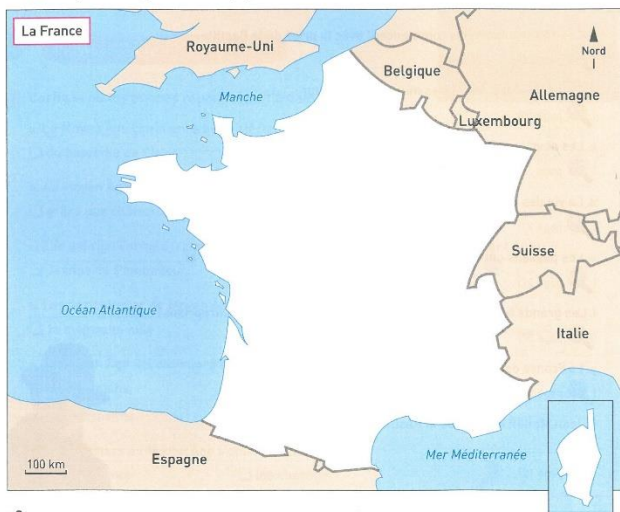 La France
Royaume-Uni
Nord
Belgique
Allemagne
Manche
Luxembourg
Suisse
Océan Atlantique
Italie
Mer Méditerranée
Espagne
100 km